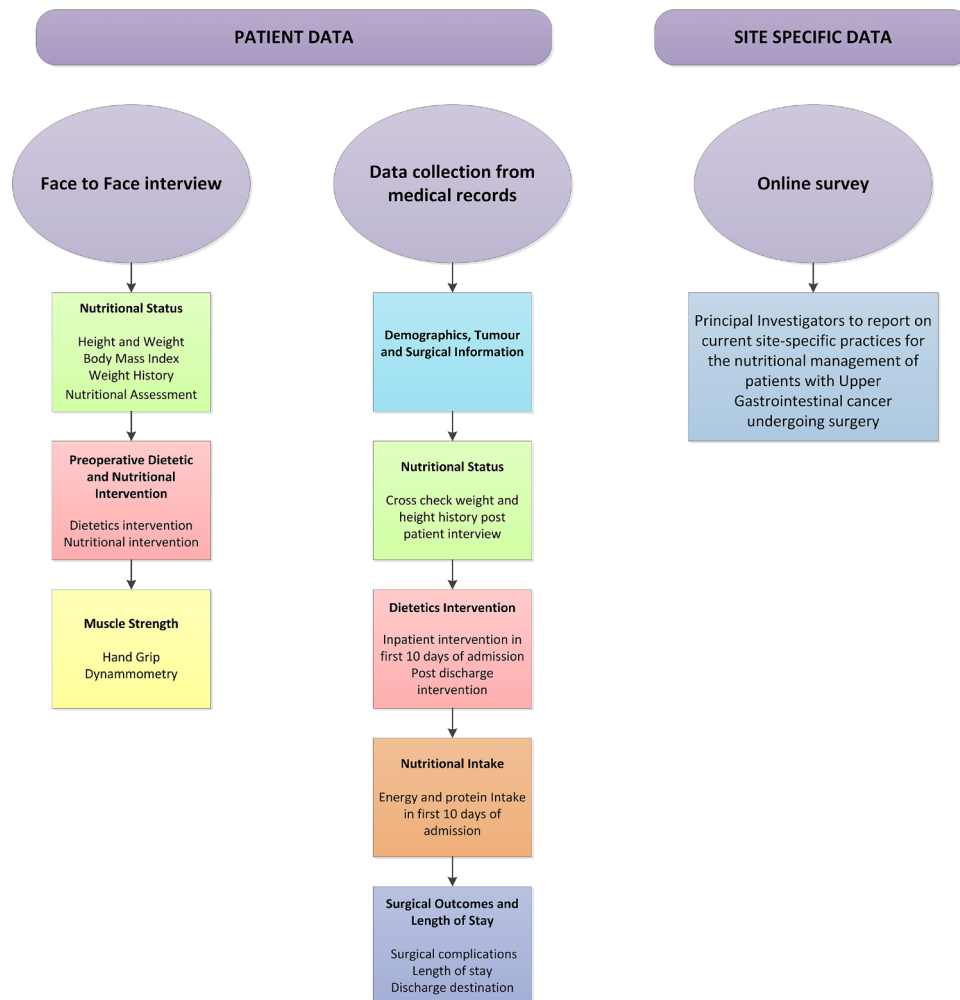 PATIENT DATA
SITE SPECIFIC DATA
Face to Face interview
Data collection from
medical records
Online survey
Nutritional Status
Height and Weight
Body Mass Index
Weight History
Nutritional Assessment
Preoperative Dietetic
and Nutritional
Intervention
Dietetics intervention
Nutritional intervention
Muscle Strength
Hand Grip
Dynammometry
Demographics, Tumour
and Surgical Information
Nutritional Status
Cross check weight and
height history post
patient interview
Dietetics Intervention
Inpatient intervention in
first 10 days of admission
Post discharge
intervention
Nutritional Intake
Energy and protein Intake
in first 10 days of
admission
Surgical Outcomes and
Length of Stay
Surgical complications
Length of stay
Discharge destination
Principal Investigators to report on
current site-specific practices for
the nutritional management of
patients with Upper
Gastrointestinal cancer
undergoing surgery